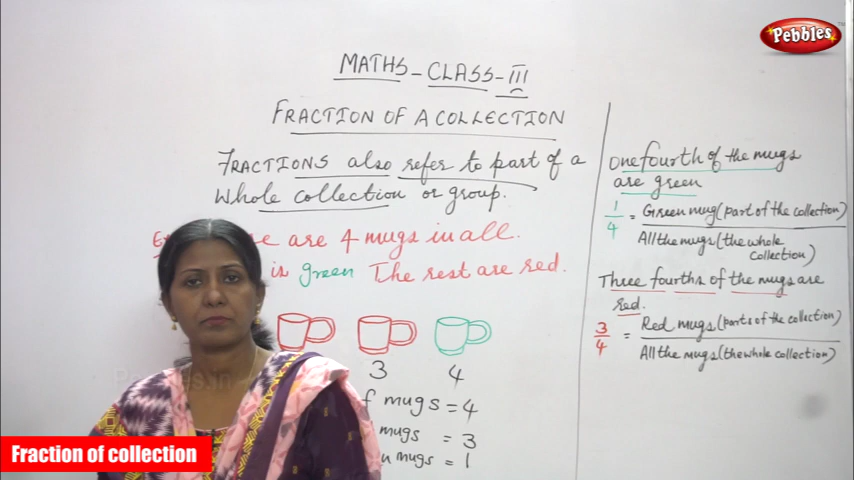 Pebbles
MATHS - CLASS - III
FRACTION OF A COLLECTION
FRACTIONS also refer to part of a
whole collection or group.
are 4 mugs in all.
is green The rest are red.
3 4
mugs = 4
mugs = 3
mugs = 1
One fourth of the mugs
are green
1/4 = Green mug (part of the collection)
All the mugs (the whole
collection)
Three fourths of the mugs are
red.
3/4 = Red mugs (parts of the collection)
All the mugs (the whole collection)
Fraction of collection